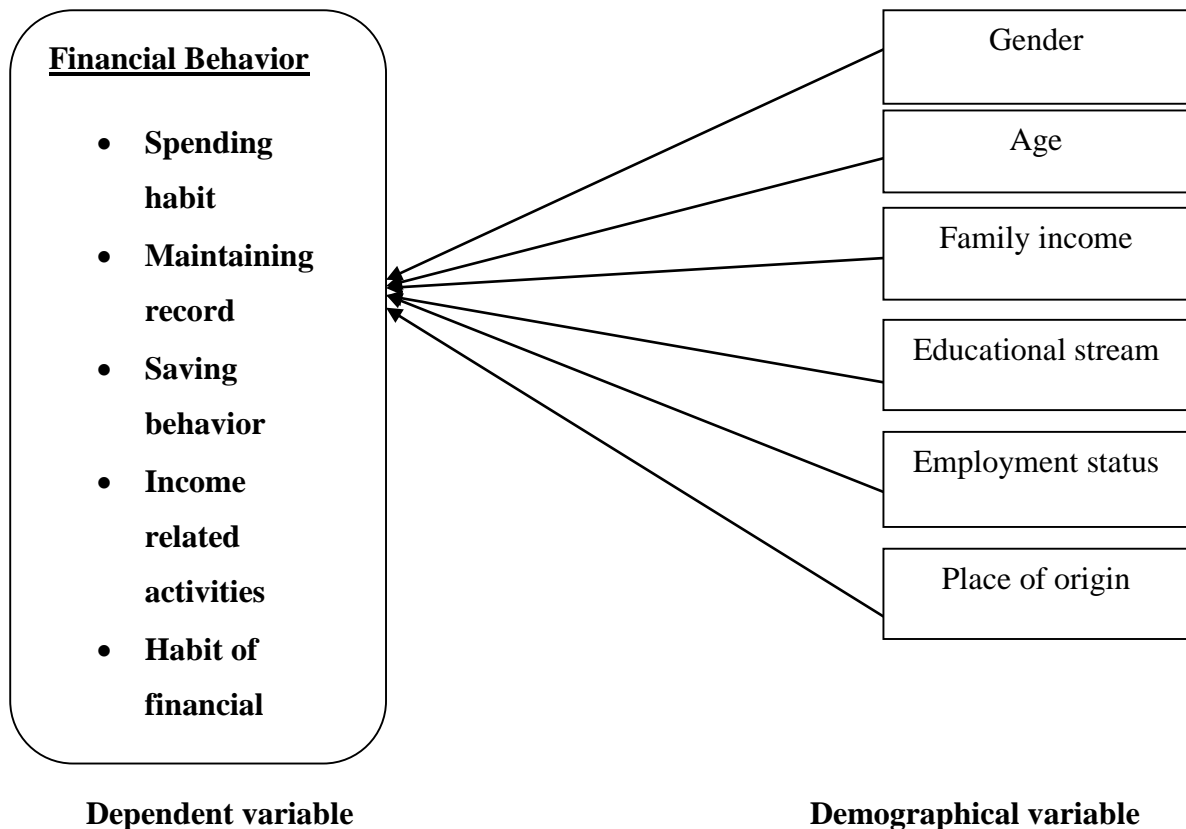 Financial Behavior
• Spending
habit
• Maintaining
record
• Saving
behavior
• Income
related
activities
• Habit of
financial
Gender
Age
Family income
Educational stream
Employment status
Place of origin
Dependent variable
Demographical variable